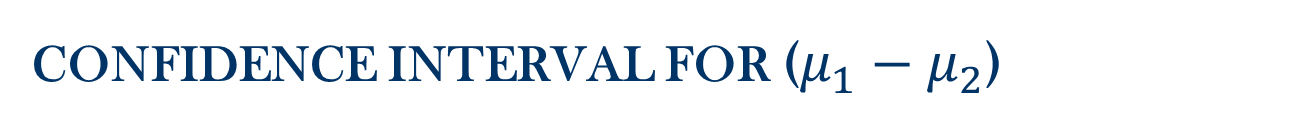 CONFIDENCE INTERVAL FOR (𝜇₁ − 𝜇₂)